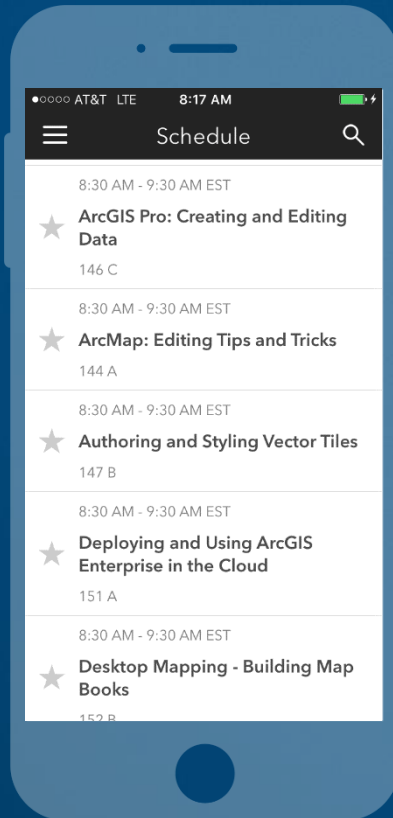 AT&T LTE 8:17 AM
Schedule
8:30 AM - 9:30 AM EST
ArcGIS Pro: Creating and Editing
Data
146 C
8:30 AM - 9:30 AM EST
ArcMap: Editing Tips and Tricks
144 A
8:30 AM - 9:30 AM EST
Authoring and Styling Vector Tiles
147 B
8:30 AM - 9:30 AM EST
Deploying and Using ArcGIS
Enterprise in the Cloud
151 A
8:30 AM - 9:30 AM EST
Desktop Mapping - Building Map
Books
152 B